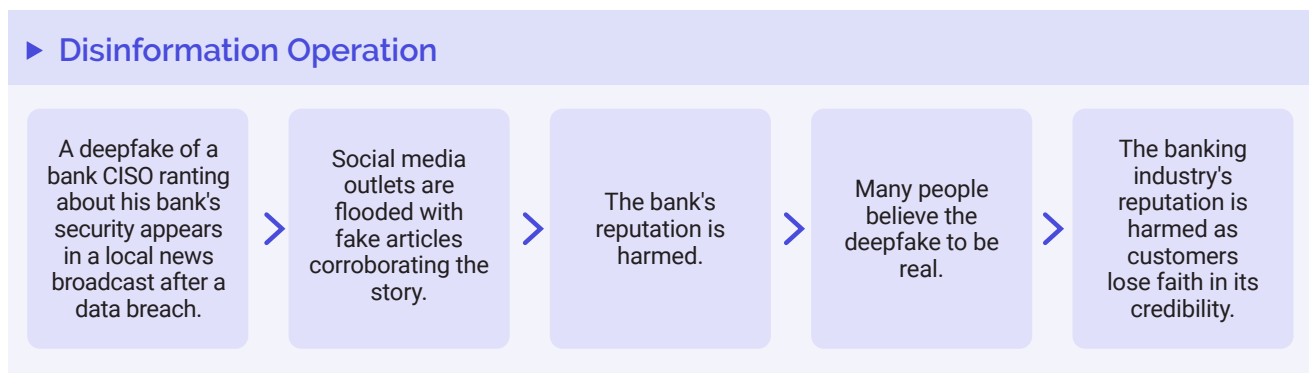 Disinformation Operation
A deepfake of a
bank CISO ranting
about his bank's
security appears
in a local news
broadcast after a
data breach.
Social media
outlets are
flooded with
fake articles
corroborating the
story.
The bank's
reputation is
harmed.
Many people
believe the
deepfake to be
real.
The banking
industry's
reputation is
harmed as
customers
lose faith in its
credibility.